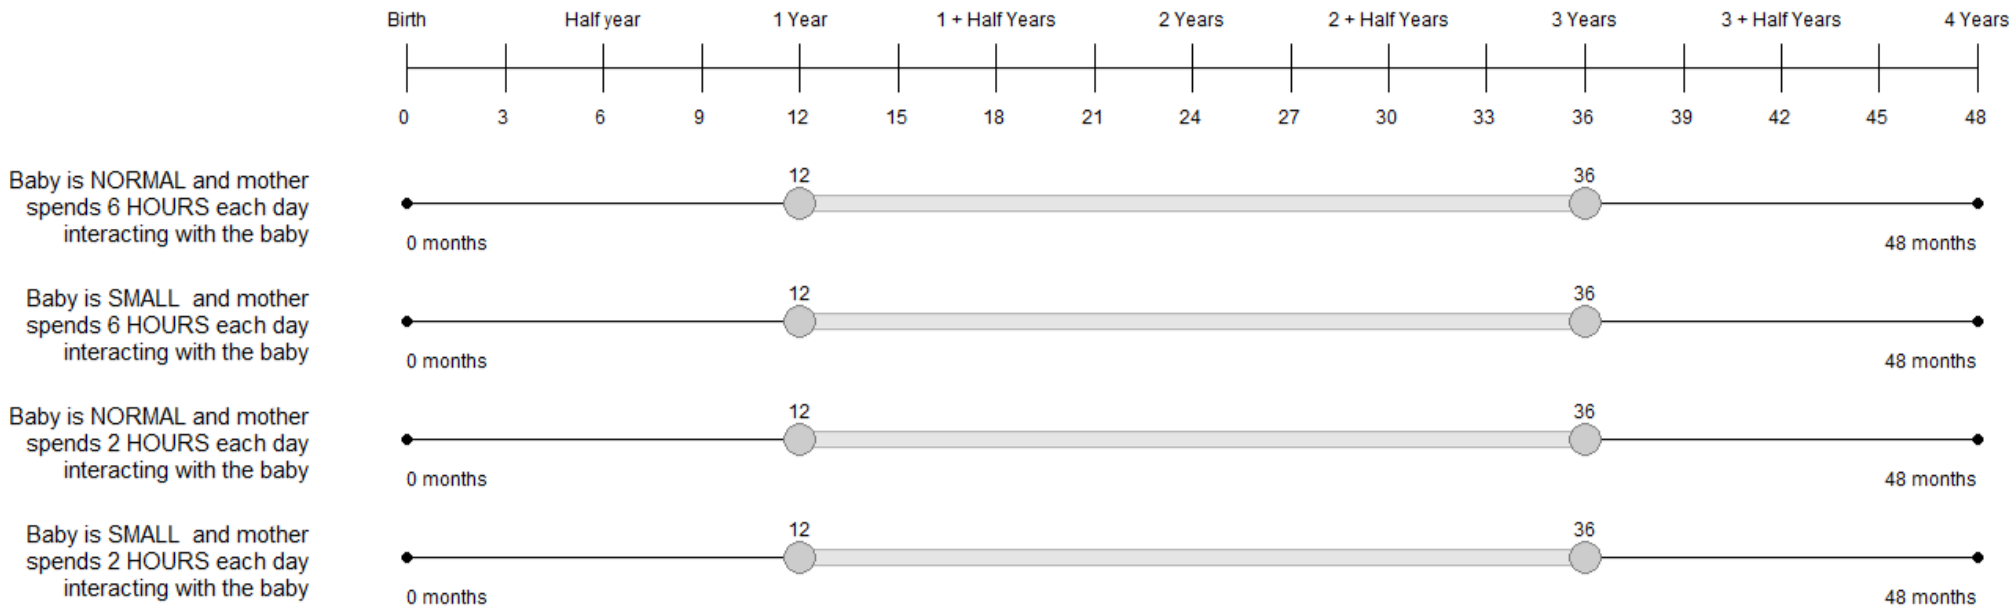 Birth Half year 1 Year 1 + Half Years 2 Years 2 + Half Years 3 Years 3 + Half Years 4 Years
0 3 6 9 12 15 18 21 24 27 30 33 36 39 42 45 48
Baby is NORMAL and mother
spends 6 HOURS each day
interacting with the baby
12 36
0 months 48 months
Baby is SMALL and mother
spends 6 HOURS each day
interacting with the baby
12 36
0 months 48 months
Baby is NORMAL and mother
spends 2 HOURS each day
interacting with the baby
12 36
0 months 48 months
Baby is SMALL and mother
spends 2 HOURS each day
interacting with the baby
12 36
0 months 48 months